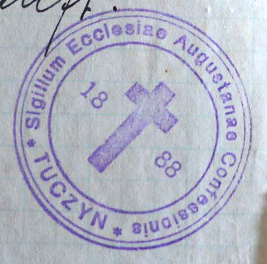 * Sigillum Ecclesiae Augustanae Confessionis *
TUCZYN
18
88